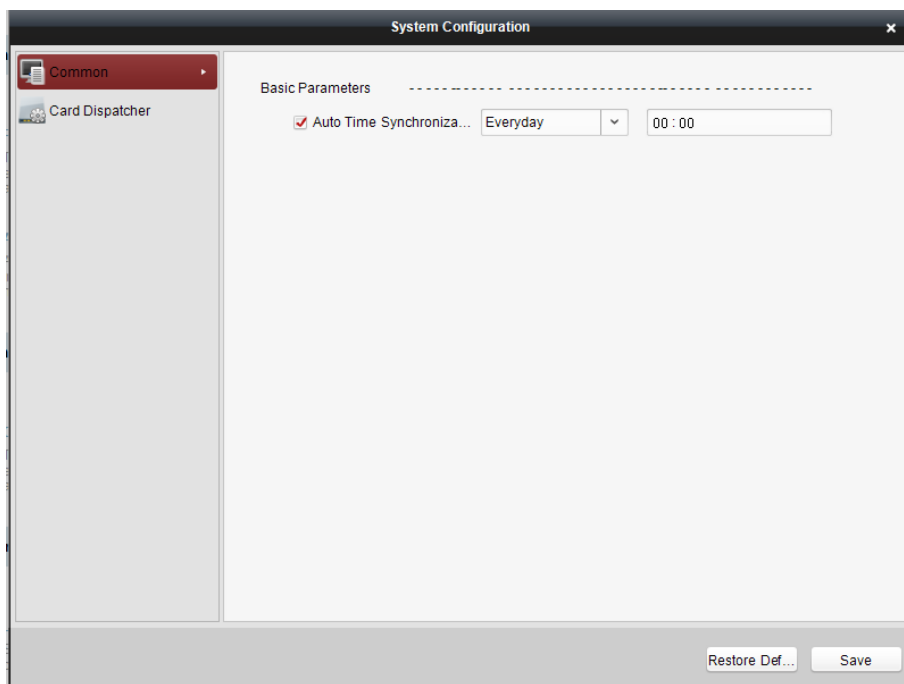 System Configuration
Common
Card Dispatcher
Basic Parameters
Auto Time Synchroniza... Everyday 00 : 00
Restore Def... Save